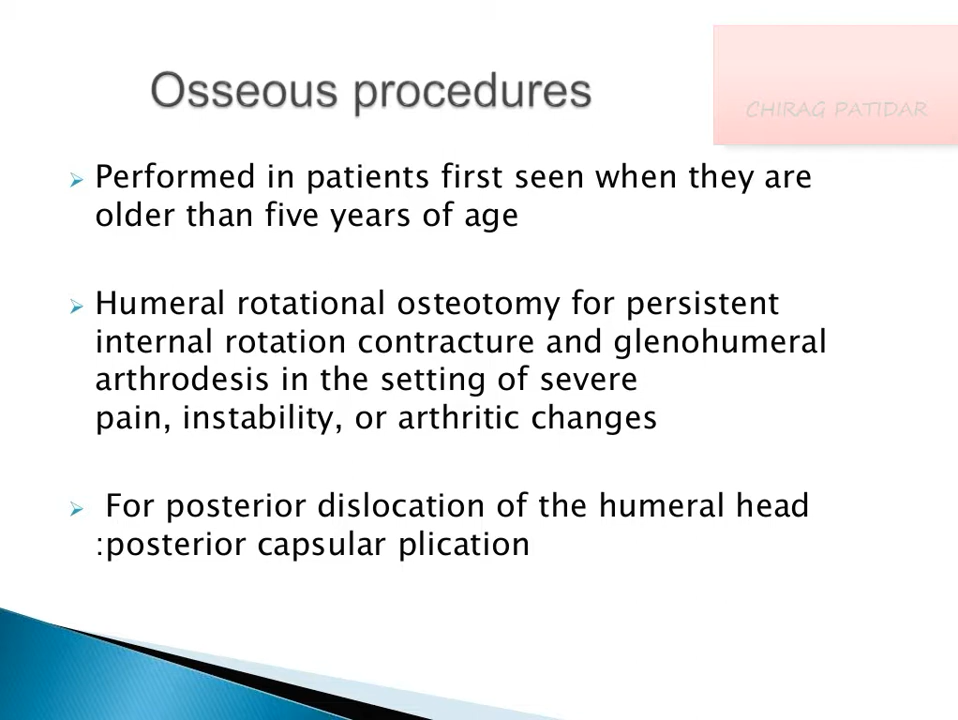 Osseous procedures
CHIRAG PATIDAR
Performed in patients first seen when they are
older than five years of age
Humeral rotational osteotomy for persistent
internal rotation contracture and glenohumeral
arthrodesis in the setting of severe
pain, instability, or arthritic changes
For posterior dislocation of the humeral head
:posterior capsular plication